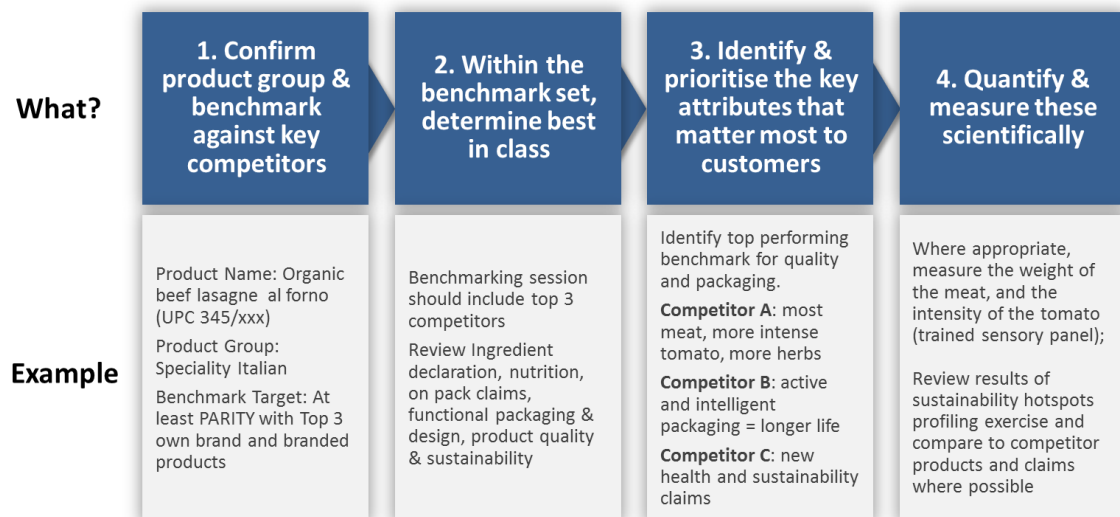 What?
1. Confirm
product group &
benchmark
against key
competitors
2. Within the
benchmark set,
determine best
in class
3. Identify &
prioritise the key
attributes that
matter most to
customers
4. Quantify &
measure these
scientifically
Example
Product Name: Organic
beef lasagne  al forno
(UPC 345/xxx)
Product Group:
Speciality Italian
Benchmark Target: At
least PARITY with Top 3
own brand and branded
products
Benchmarking session
should include top 3
competitors
Review Ingredient
declaration, nutrition,
on pack claims,
functional packaging &
design, product quality
& sustainability
Identify top performing
benchmark for quality
and packaging.
Competitor A: most
meat, more intense
tomato, more herbs
Competitor B: active
and intelligent
packaging = longer life
Competitor C: new
health and sustainability
claims
Where appropriate,
measure the weight of
the meat, and the
intensity of the tomato
(trained sensory panel);
Review results of
sustainability hotspots
profiling exercise and
compare to competitor
products and claims
where possible